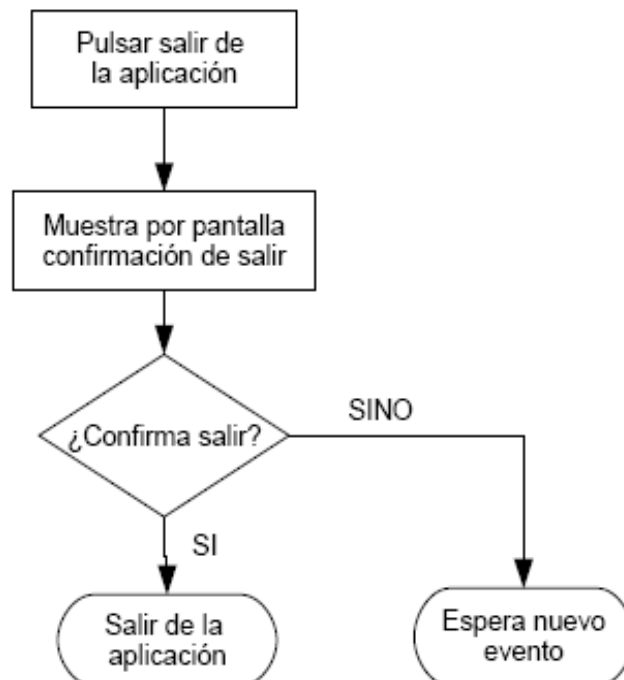 Pulsar salir de
la aplicación
Muestra por pantalla
confirmación de salir
¿Confirma salir?
SINO
SI
Salir de la
aplicación
Espera nuevo
evento